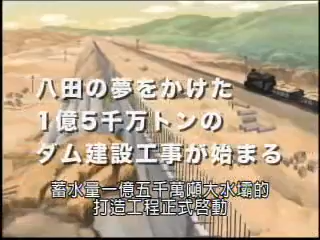 八田の夢をかけた
1億5千万トンの
ダム建設工事が始まる
蓄水量一億五千萬噸大水壩的
打造工程正式啓動